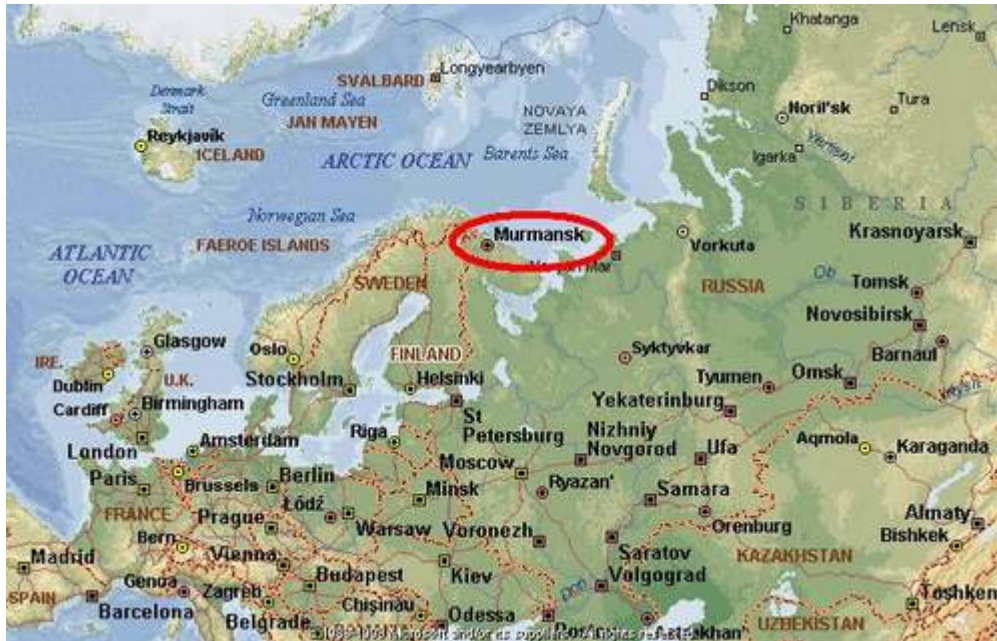 Khatanga
Lensk
Longyearbyen
SVALBARD
Dikson
Denmark
Strait
Greenland Sea
JAN MAYEN
NOVAYA
ZEMLYA
Noril'sk
Tura
Reykjavík
ICELAND
ARCTIC OCEAN
Barents Sea
Igarka
SIBERIA
Norwegian Sea
FAEROE ISLANDS
Murmansk
Vorkuta
Krasnoyarsk
ATLANTIC
OCEAN
SWEDEN
RUSSIA
Ob
Tomsk
Novosibirsk
Glasgow
Oslo
FINLAND
Syktyvkar
Barnaul
IRE.
Dublin
U.K.
Stockholm
Helsinki
Tyumen
Omsk
Cardiff
Birmingham
St
Petersburg
Yekaterinburg
London
Amsterdam
Riga
Nizhniy
Novgorod
Ufa
Aqmola
Karaganda
Paris
Brussels
Berlin
Minsk
Moscow
Ryazan'
Samara
FRANCE
Prague
Łódź
Warsaw
Voronezh
Orenburg
Almaty
Bern
Vienna
Bishkek
Madrid
Kiev
Saratov
KAZAKHSTAN
Genoa
Zagreb
Budapest
Don
Volgograd
SPAIN
Barcelona
Belgrade
Chişinau
Odessa
UZBEKISTAN